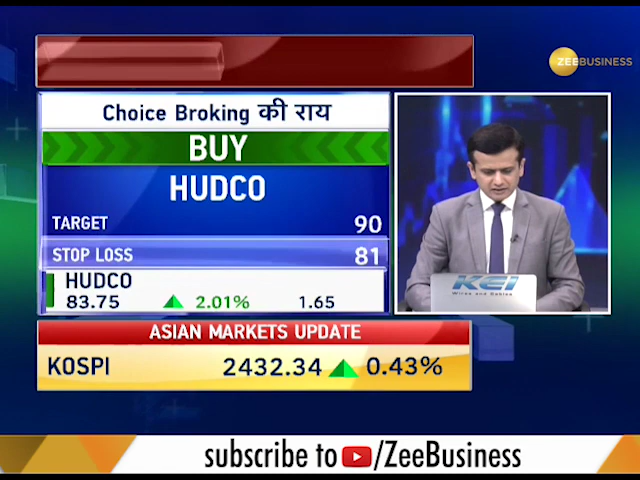 ZEEBUSINESS
Choice Broking की राय
BUY
HUDCO
TARGET 90
STOP LOSS 81
HUDCO
83.75 2.01% 1.65
KEI
Wires and Cables
ASIAN MARKETS UPDATE
KOSPI 2432.34 0.43%
subscribe to /ZeeBusiness